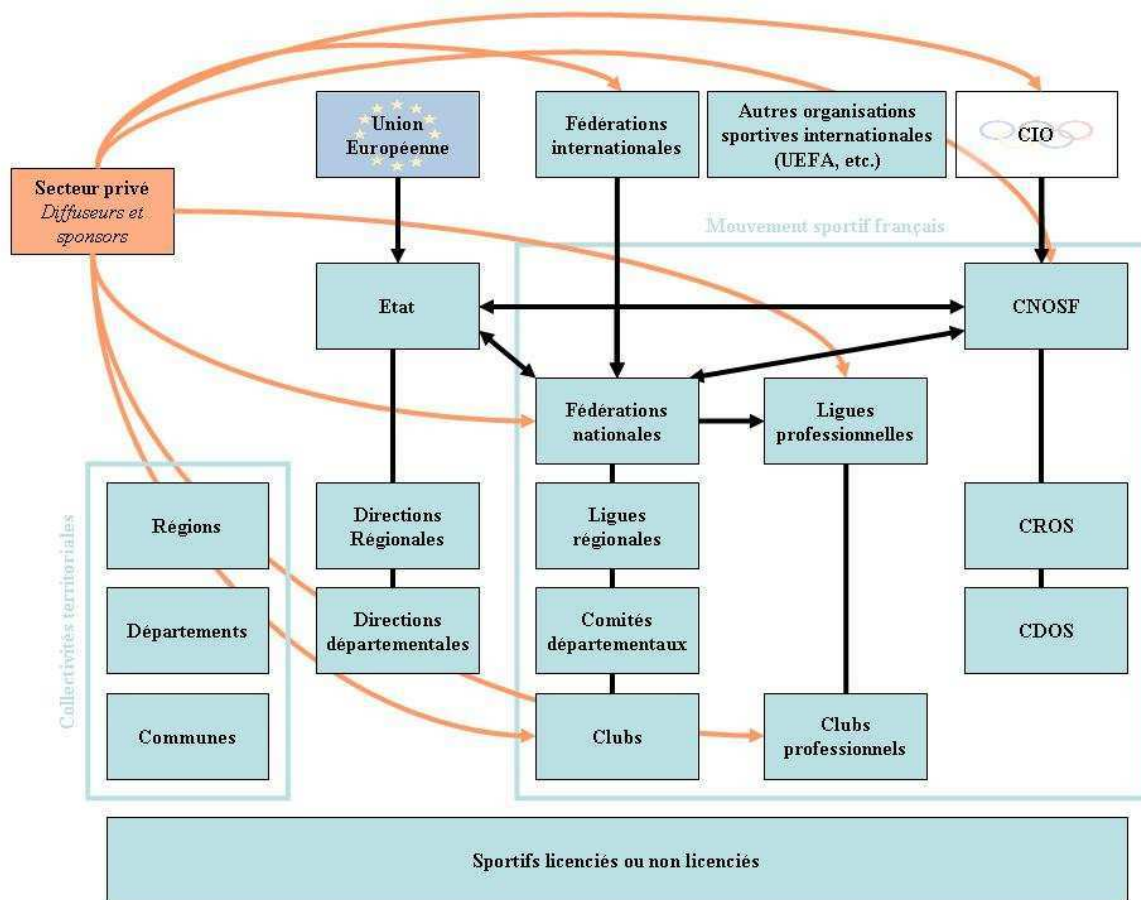 Union
Européenne
Fédérations
internationales
Autres organisations
sportives internationales
(UEFA, etc.)
CIO
Secteur privé
Diffuseurs et
sponsors
Mouvement sportif français
Etat
CNOSF
Fédérations
nationales
Ligues
professionnelles
Collectivités territoriales
Régions
Directions
Régionales
Ligues
régionales
CROS
Départements
Directions
départementales
Comités
départementaux
CDOS
Communes
Clubs
Clubs
professionnels
Sportifs licenciés ou non licenciés